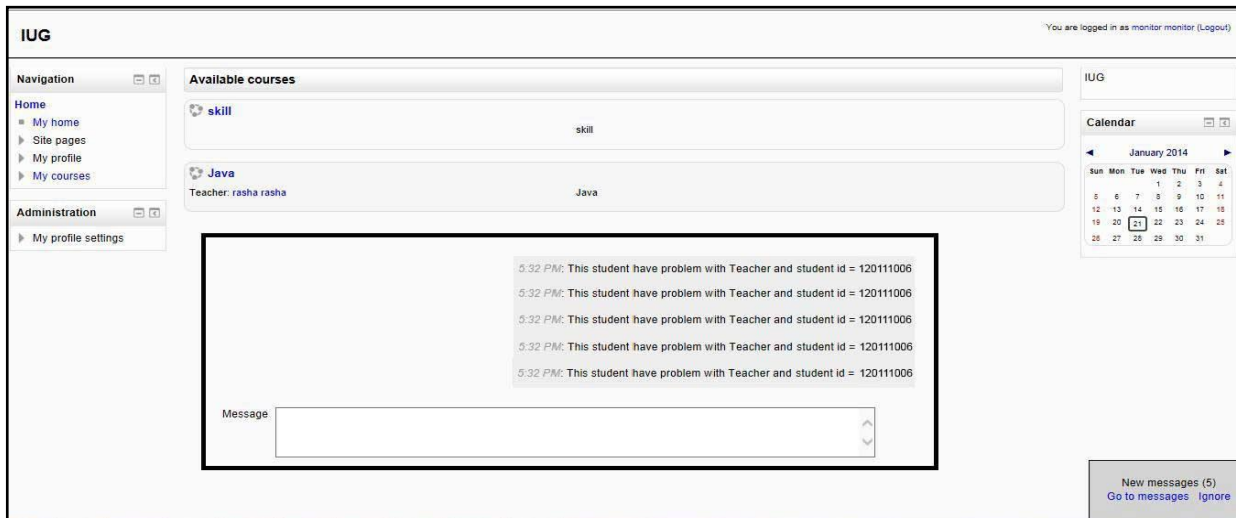 IUG
You are logged in as monitor monitor (Logout)
Navigation
Home
My home
Site pages
My profile
My courses
Administration
My profile settings
Available courses
skill
skill
Java
Teacher: rasha rasha
Java
5:32 PM: This student have problem with Teacher and student id = 120111006
5:32 PM: This student have problem with Teacher and student id = 120111006
5:32 PM: This student have problem with Teacher and student id = 120111006
5:32 PM: This student have problem with Teacher and student id = 120111006
5:32 PM: This student have problem with Teacher and student id = 120111006
Message
IUG
Calendar
January 2014
Sun Mon Tue Wed Thu Fri Sat
1 2 3 4
5 6 7 8 9 10 11
12 13 14 15 16 17 18
19 20 21 22 23 24 25
26 27 28 29 30 31
New messages (5)
Go to messages Ignore